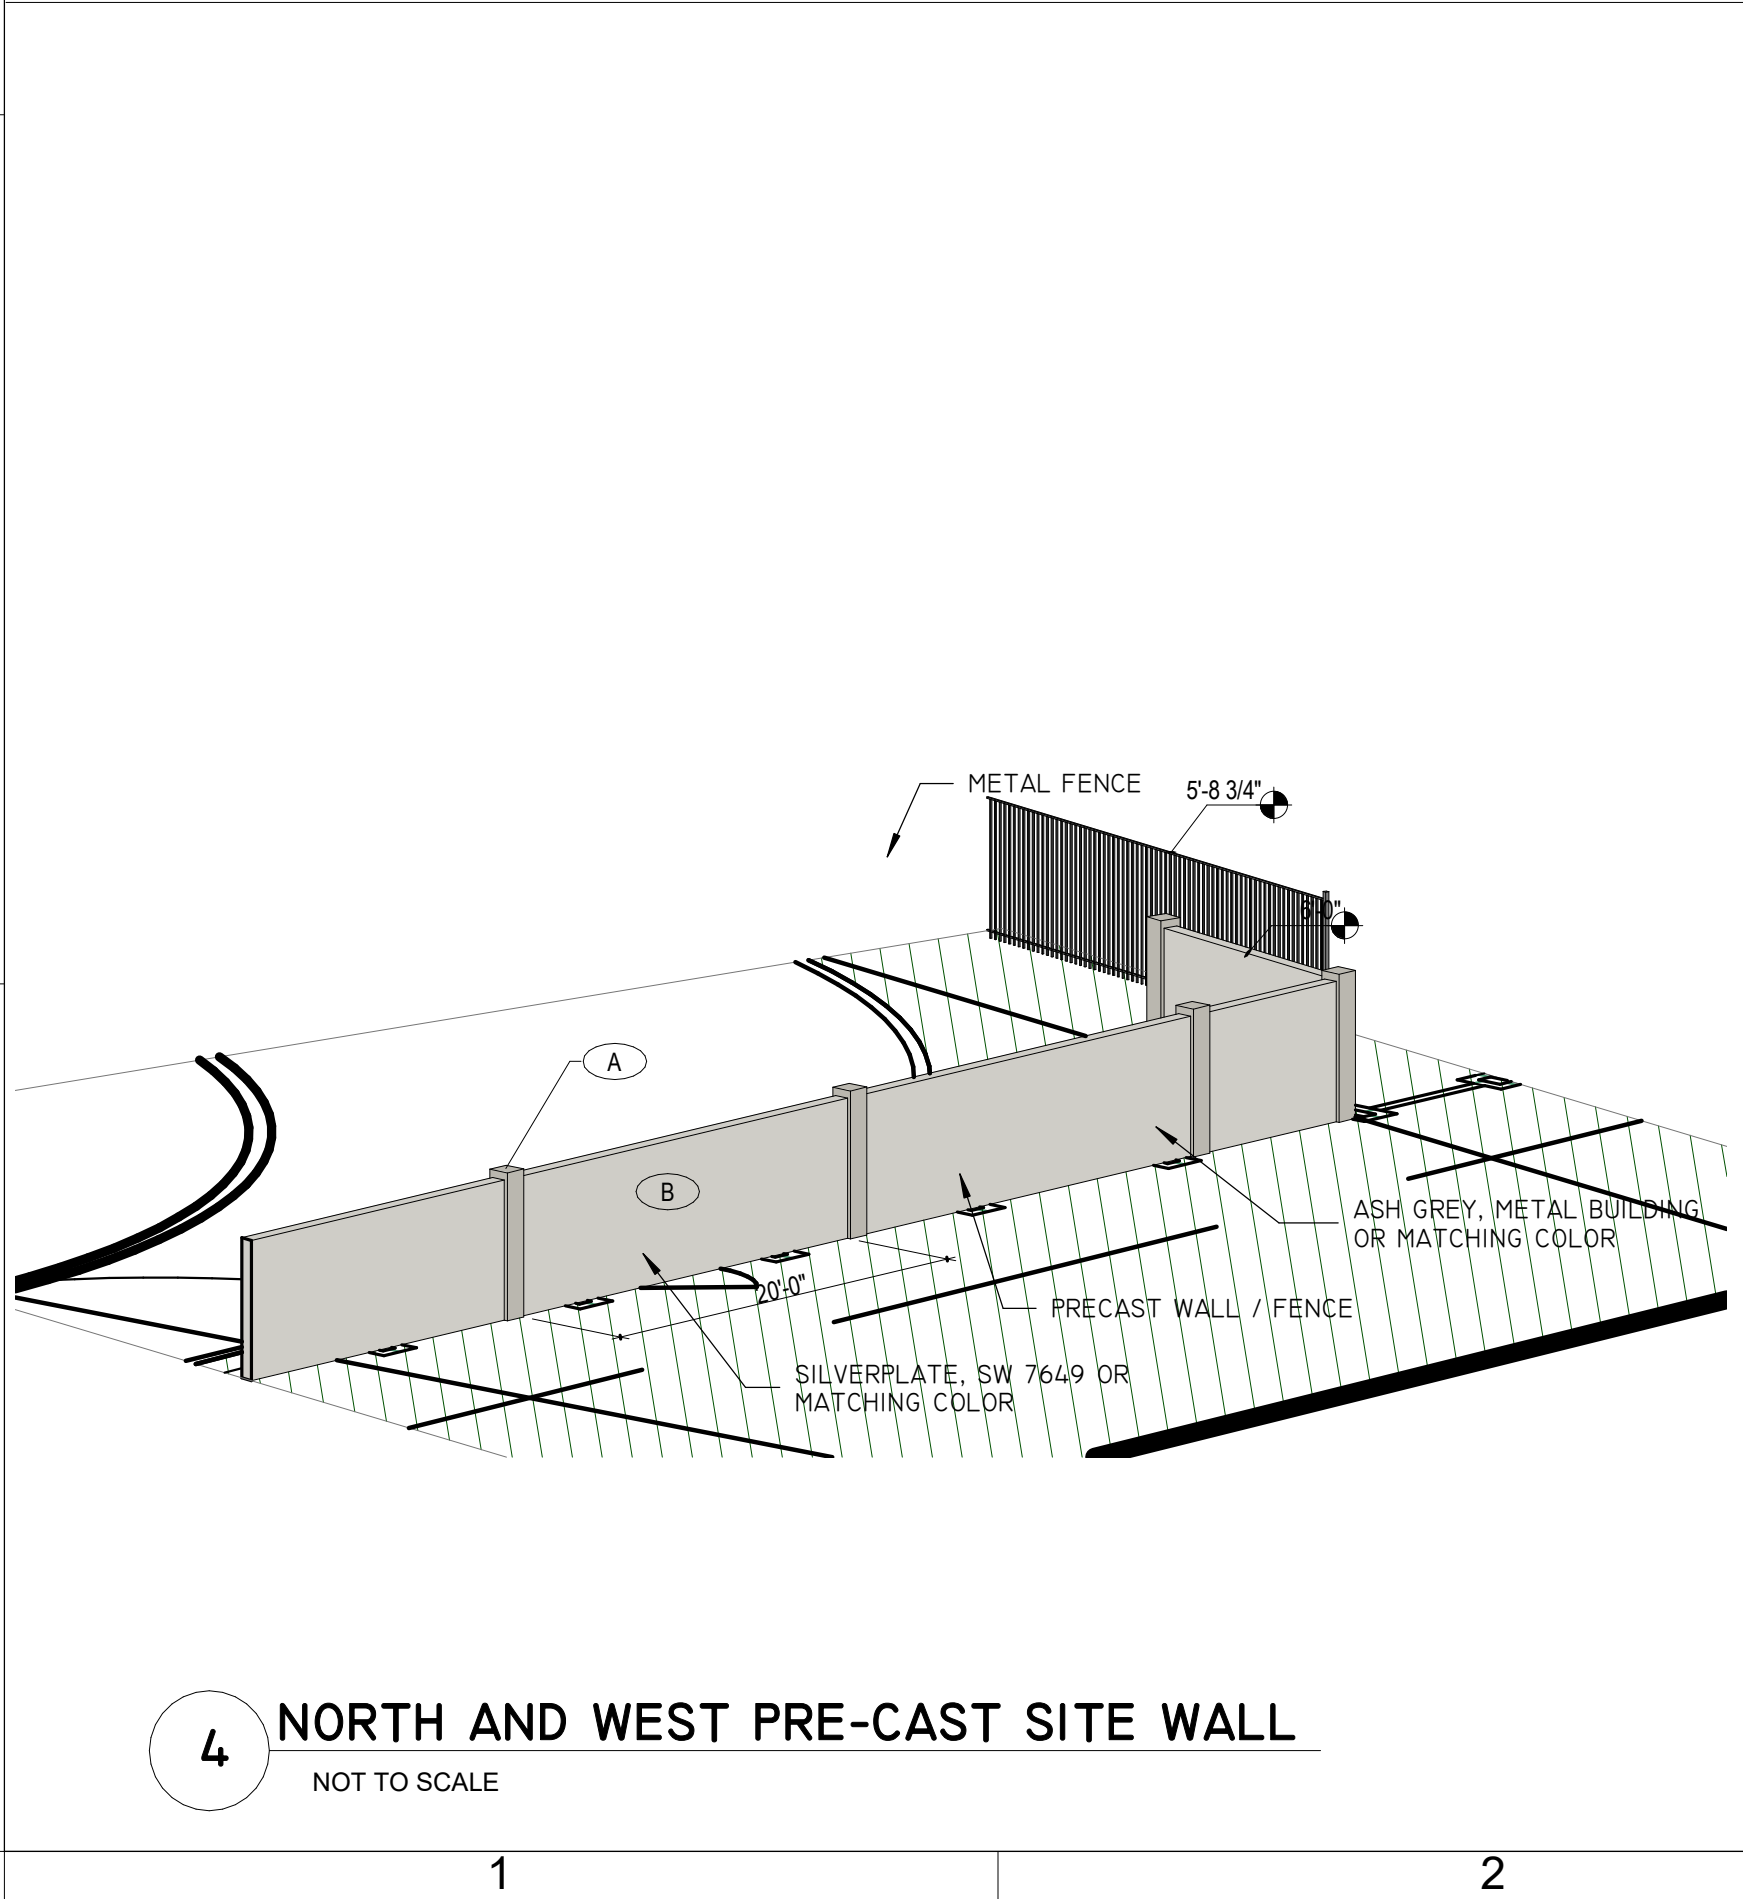 METAL FENCE
5'-8 3/4"
6'-0"
A
B
20'-0"
ASH GREY, METAL BUILDING
OR MATCHING COLOR
PRECAST WALL / FENCE
SILVERPLATE, SW 7649 OR
MATCHING COLOR
4
NORTH AND WEST PRE-CAST SITE WALL
NOT TO SCALE
1
2